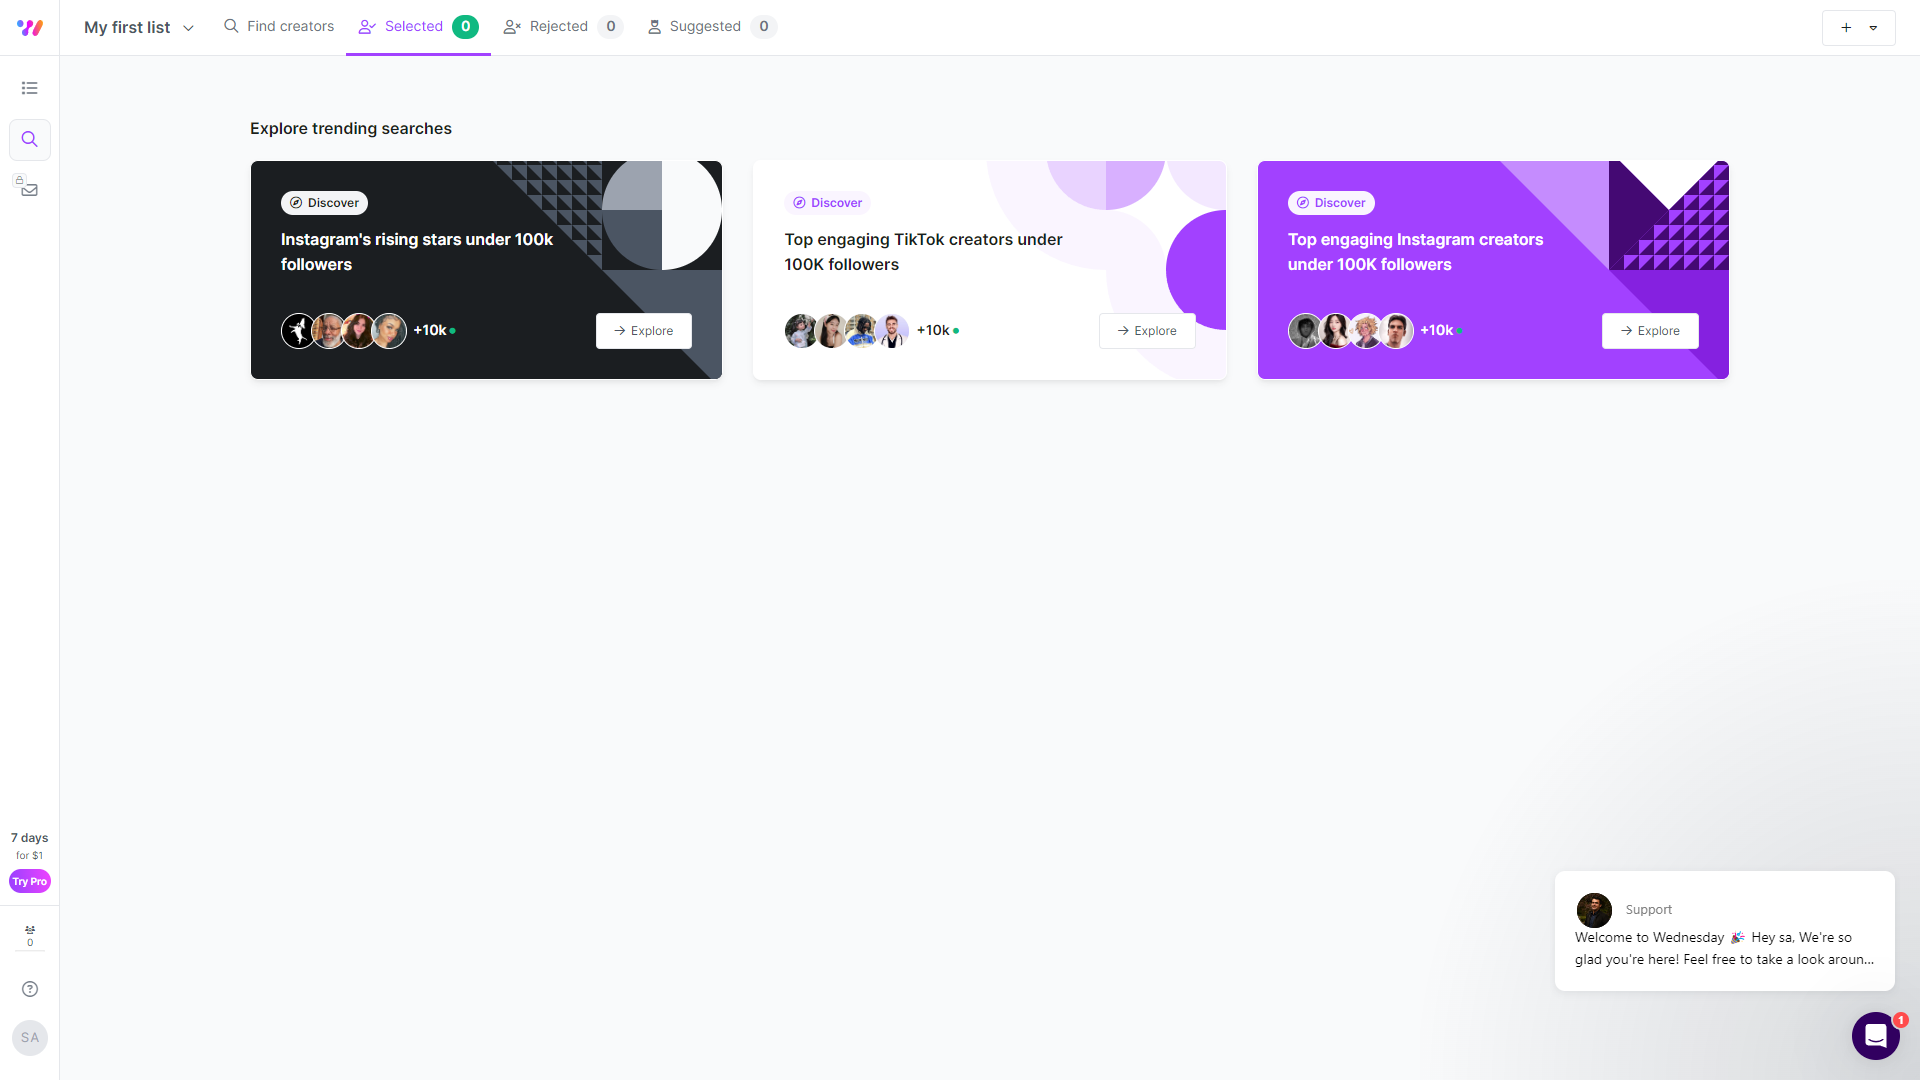 My first list
Find creators
Selected 0
Rejected 0
Suggested 0
Explore trending searches
Discover
Instagram's rising stars under 100k
followers
+10k
Explore
Discover
Top engaging TikTok creators under
100K followers
+10k
Explore
Discover
Top engaging Instagram creators
under 100K followers
+10k
Explore
7 days
for $1
Try Pro
0
SA
Support
Welcome to Wednesday 🎉 Hey sa, We're so
glad you're here! Feel free to take a look aroun...
1